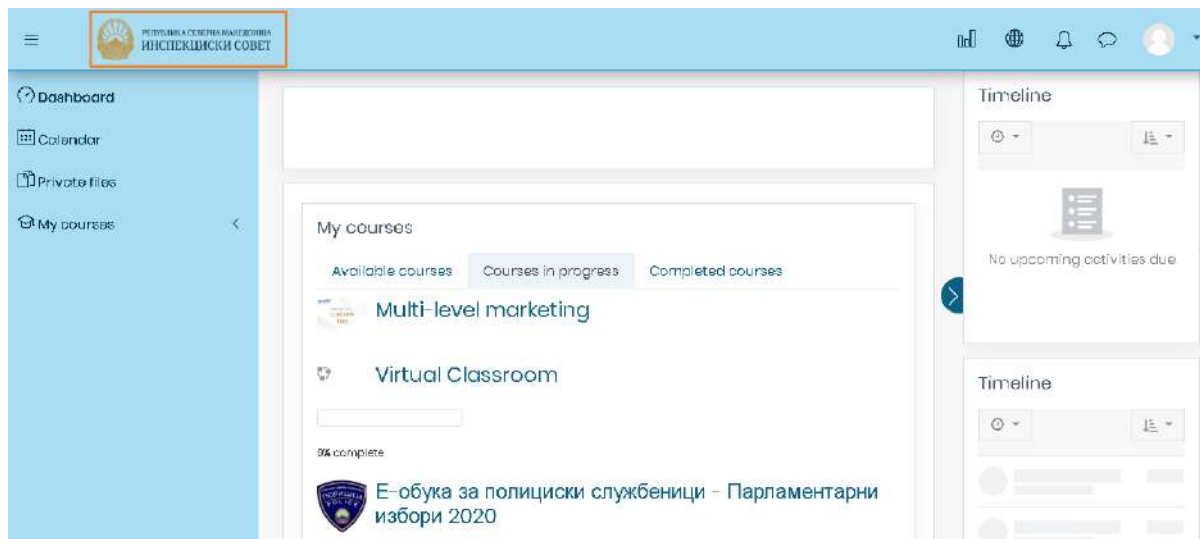 РЕПУБЛИКА СЕВЕРНА МАКЕДОНИЈА
ИНСПЕКЦИСКИ СОВЕТ
Dashboard
Calendar
Private files
My courses
My courses
Available courses Courses in progress Completed courses
Multi-level marketing
Virtual Classroom
0% complete
Е-обука за полициски службеници - Парламентарни
избори 2020
Timeline
No upcoming activities due
Timeline